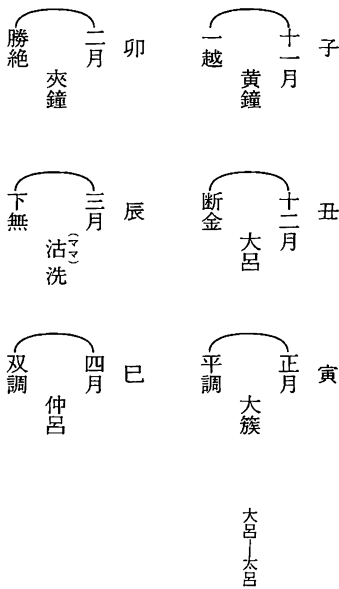 子
十一月
黄鐘
一越
丑
十二月
大呂
断金
寅
正月
大簇
平調
大呂―太呂
卯
二月
夾鐘
勝絶
辰
三月
(ママ)
沽洗
下無
巳
四月
仲呂
双調